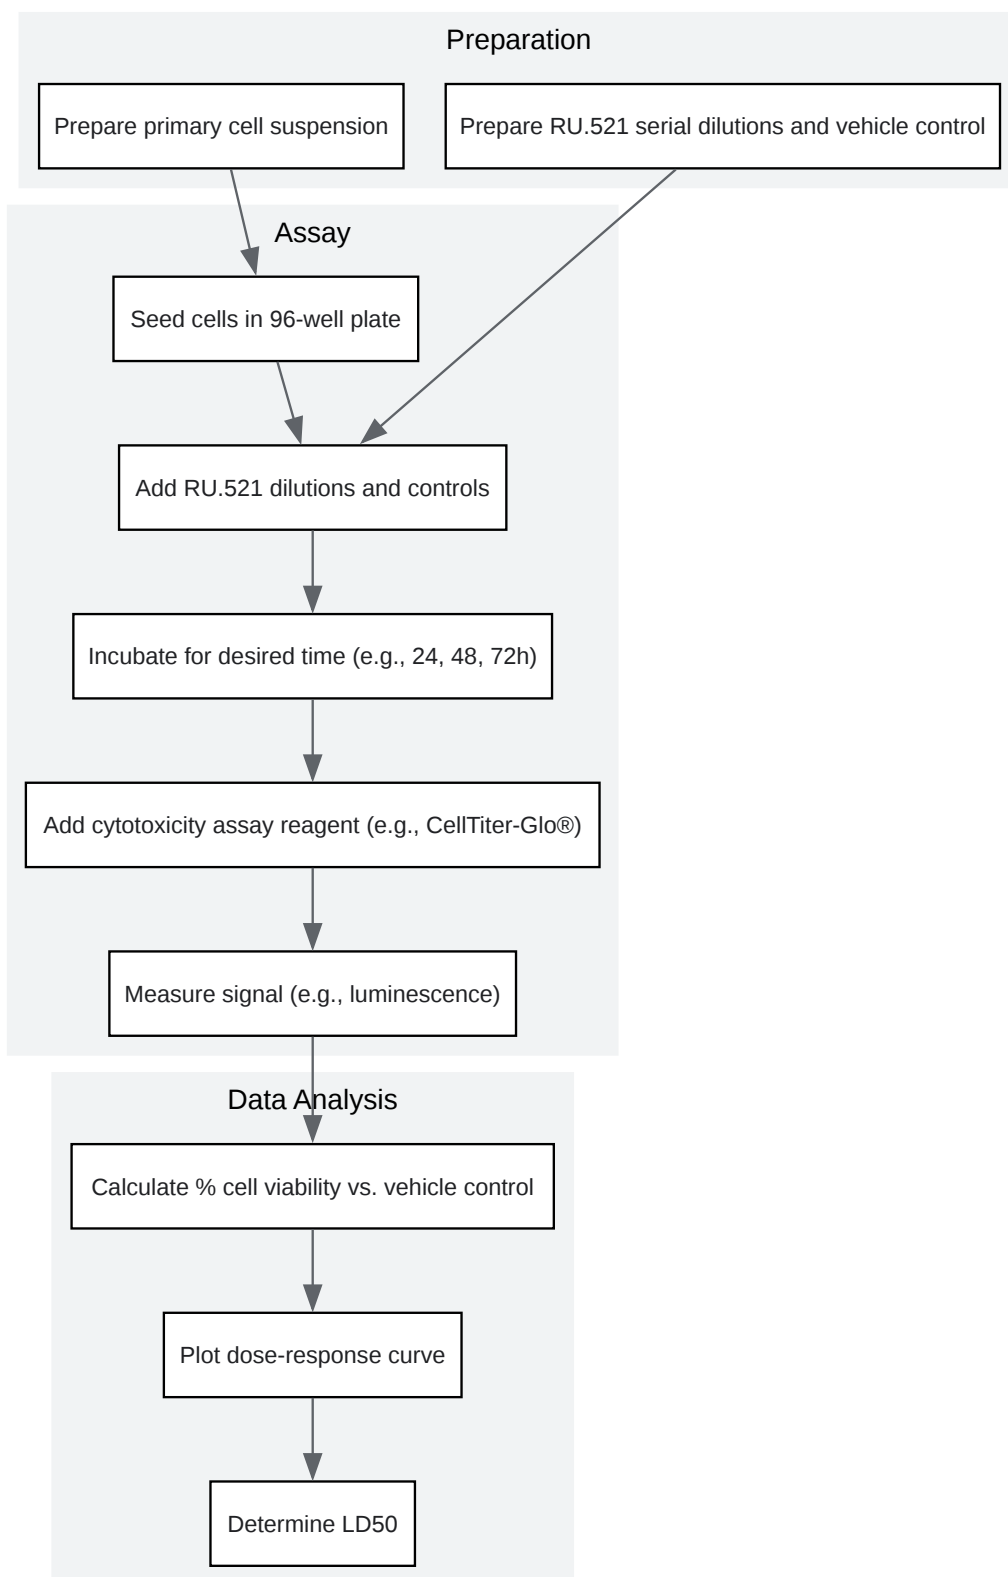 Preparation
Prepare primary cell suspension
Prepare RU.521 serial dilutions and vehicle control
Assay
Seed cells in 96-well plate
Add RU.521 dilutions and controls
Incubate for desired time (e.g., 24, 48, 72h)
Add cytotoxicity assay reagent (e.g., CellTiter-Glo®)
Measure signal (e.g., luminescence)
Data Analysis
Calculate % cell viability vs. vehicle control
Plot dose-response curve
Determine LD50